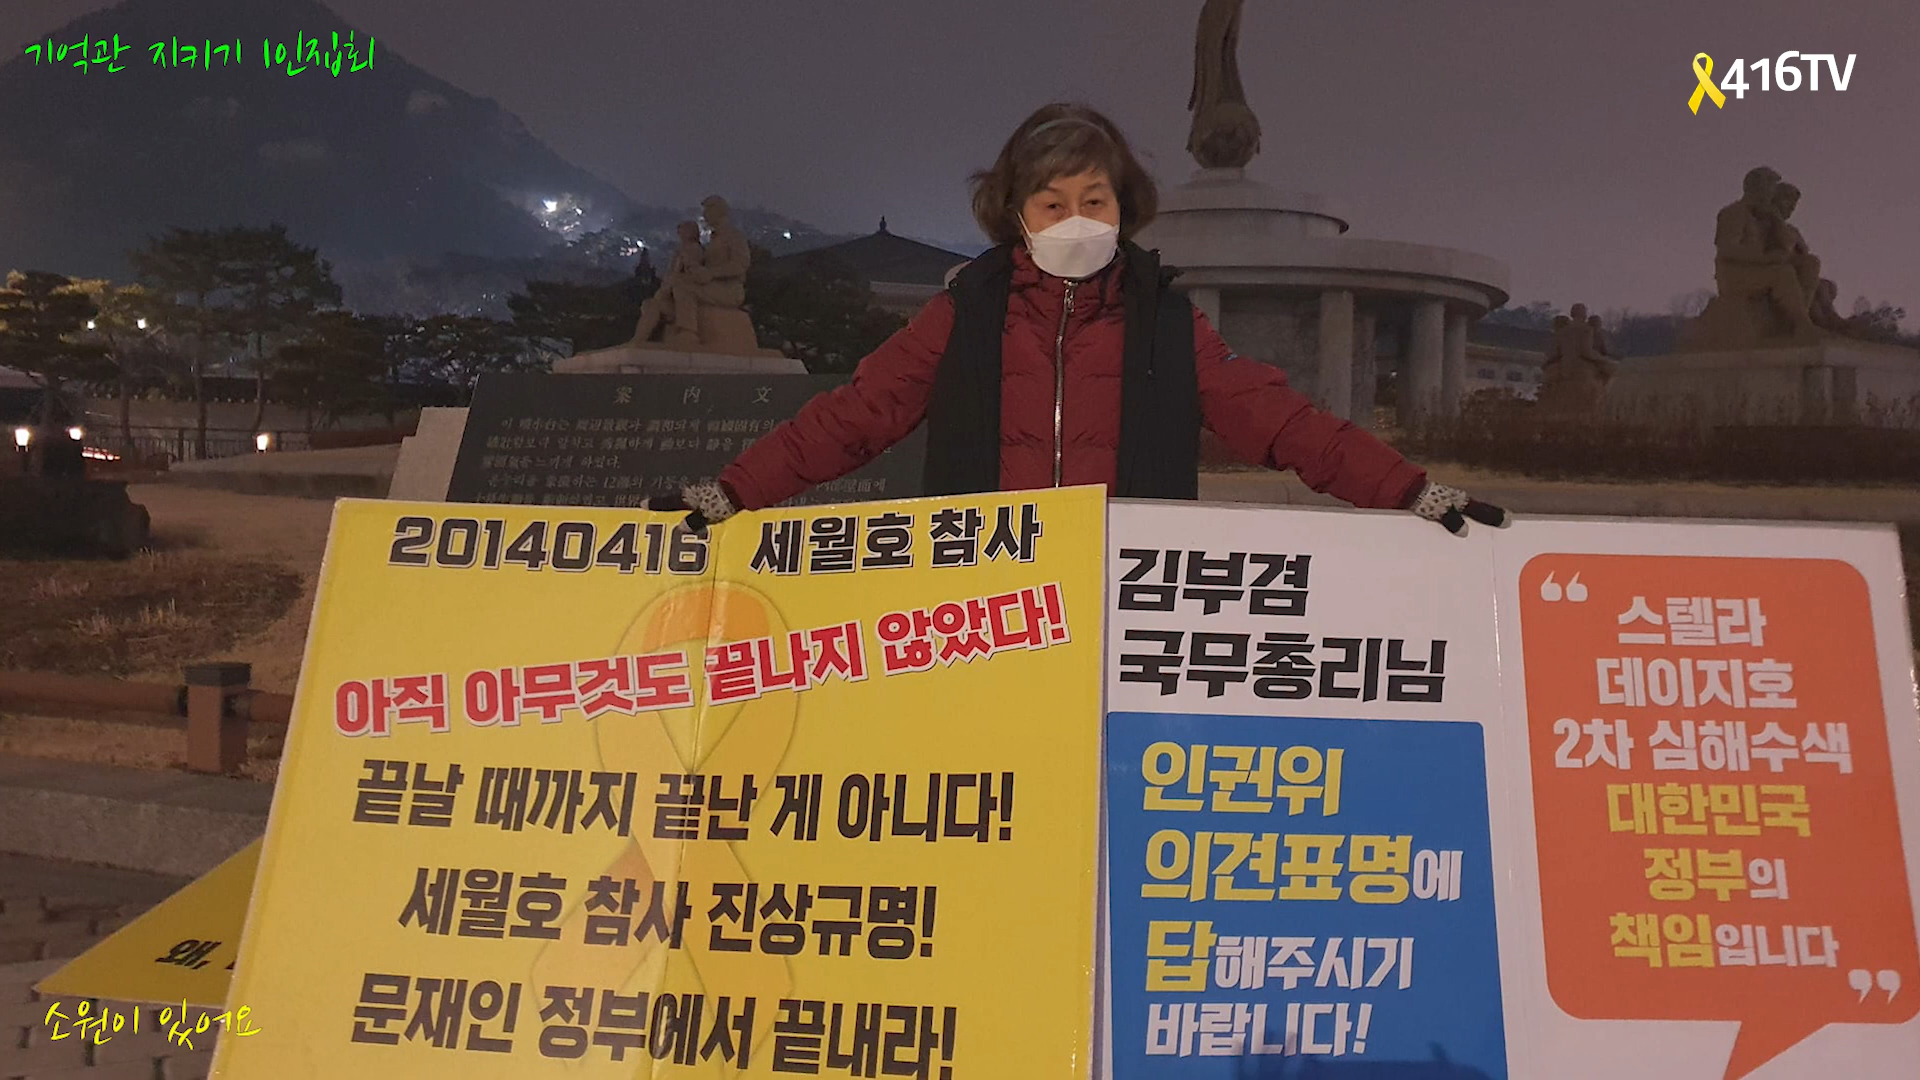 기억관 지키기 1인집회
416TV
案 內 文
20140416 세월호 참사
아직 아무것도 끝나지 않았다!
끝날 때까지 끝난 게 아니다!
세월호 참사 진상규명!
문재인 정부에서 끝내라!
김부겸
국무총리님
인권위
의견표명에
답해주시기
바랍니다!
“
스텔라
데이지호
2차 심해수색
대한민국
정부의
책임입니다
”
왜,
소원이 있어요